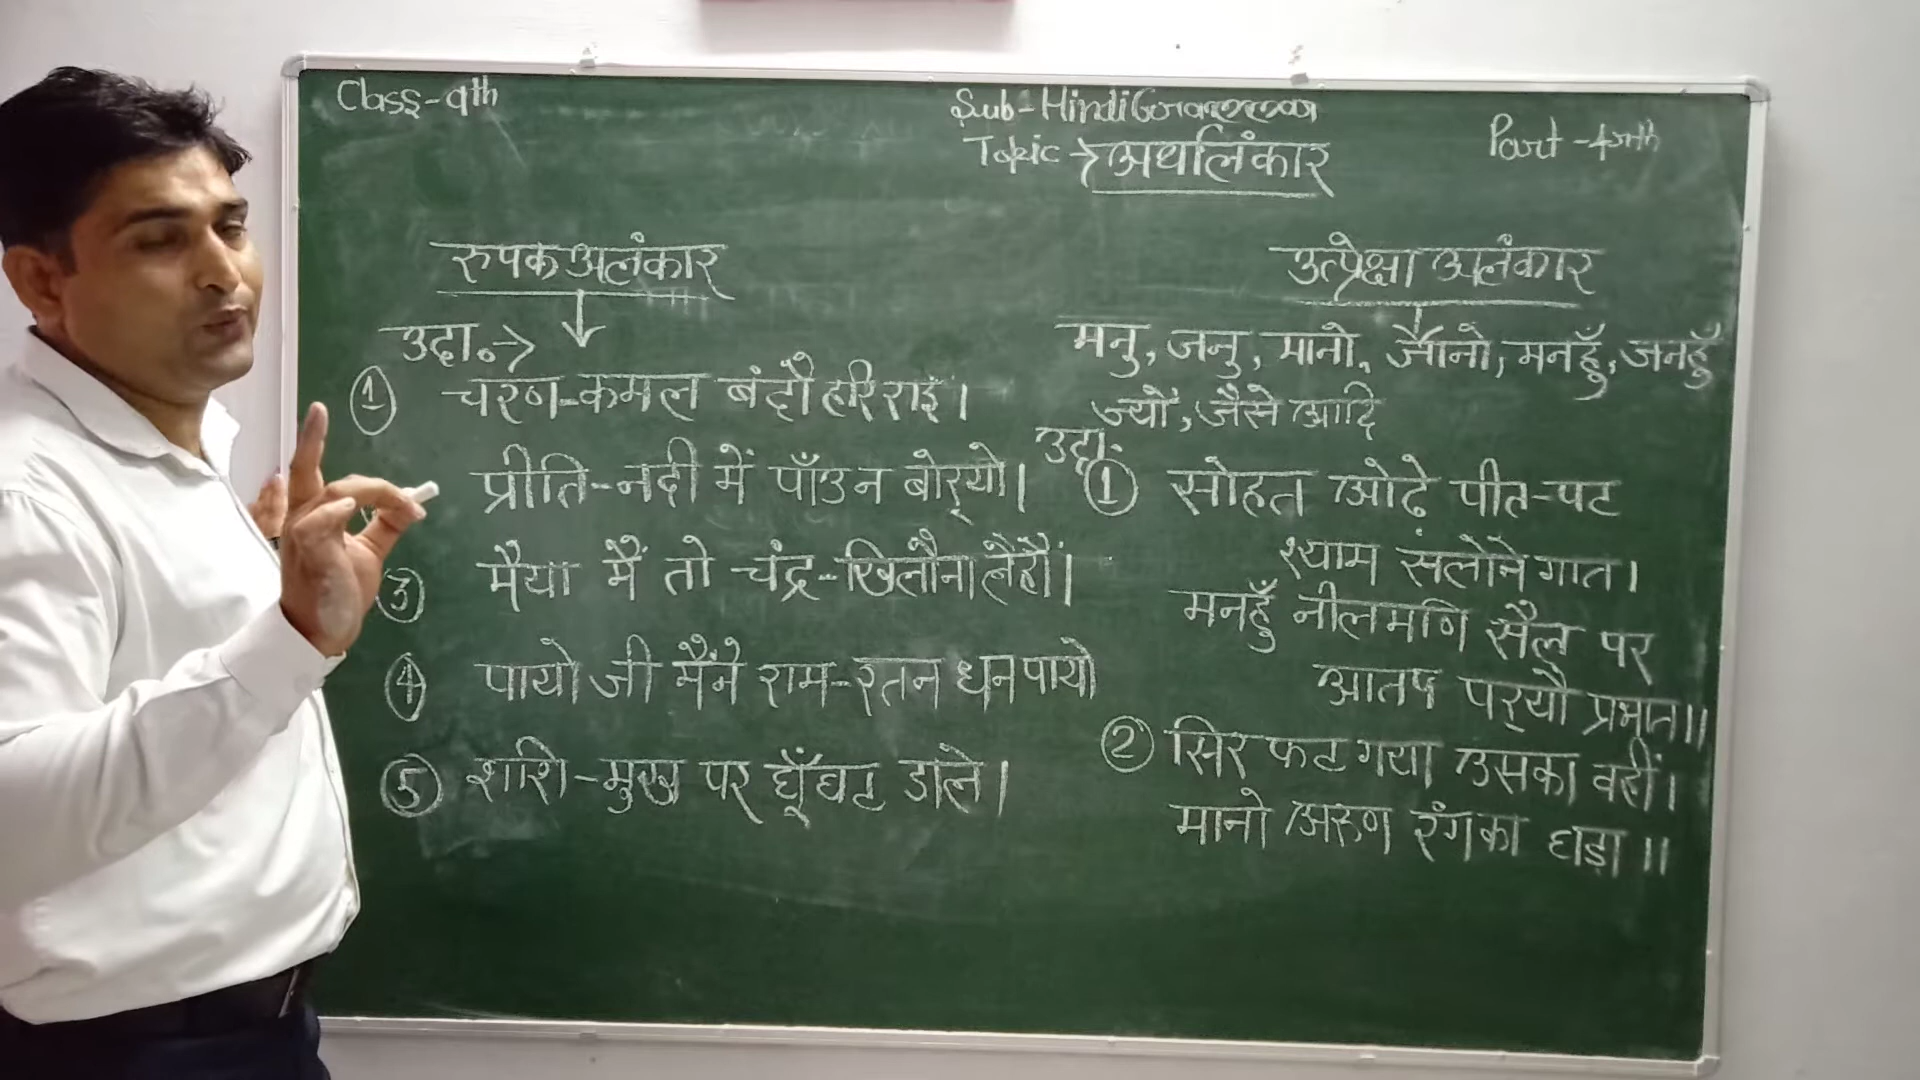 Class-9th
Sub-Hindi Grammar
Topic → अर्थालंकार
Part-4th
रुपक अलंकार
उदा.→
① चरण-कमल बंदौ हरि राइ।
प्रीति-नदी में पाँउ न बोर्‌यो।
③ मैया मैं तो चंद्र-खिलौना लैहौं।
④ पायो जी मैंने राम-रतन धन पायो
⑤ शशि-मुख पर घूँघट डाले।
उत्प्रेक्षा अलंकार
मनु, जनु, मानो, जानो, मनहुँ, जनहुँ
ज्यों, जैसे आदि
उदा.
① सोहत ओढ़े पीत-पट
श्याम सलोंने गात।
मनहुँ नीलमणि सैल पर
आतप पर्‌यौ प्रभात॥
② सिर फट गया उसका वहीं।
मानो अरुण रंग का घड़ा॥